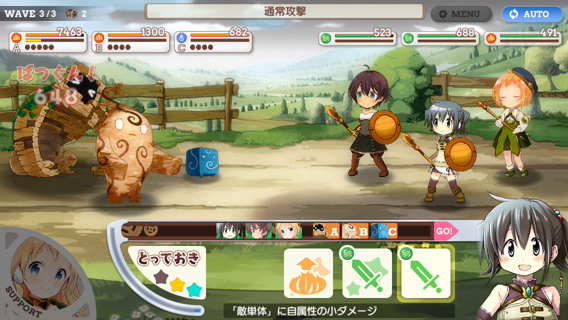 WAVE 3/3 2
通常攻撃
MENU
AUTO
7463
A
1300
B
682
C
523
688
491
ばつぐん!
648
A B C GO!
とっておき
SUPPORT
「敵単体」に自属性の小ダメージ